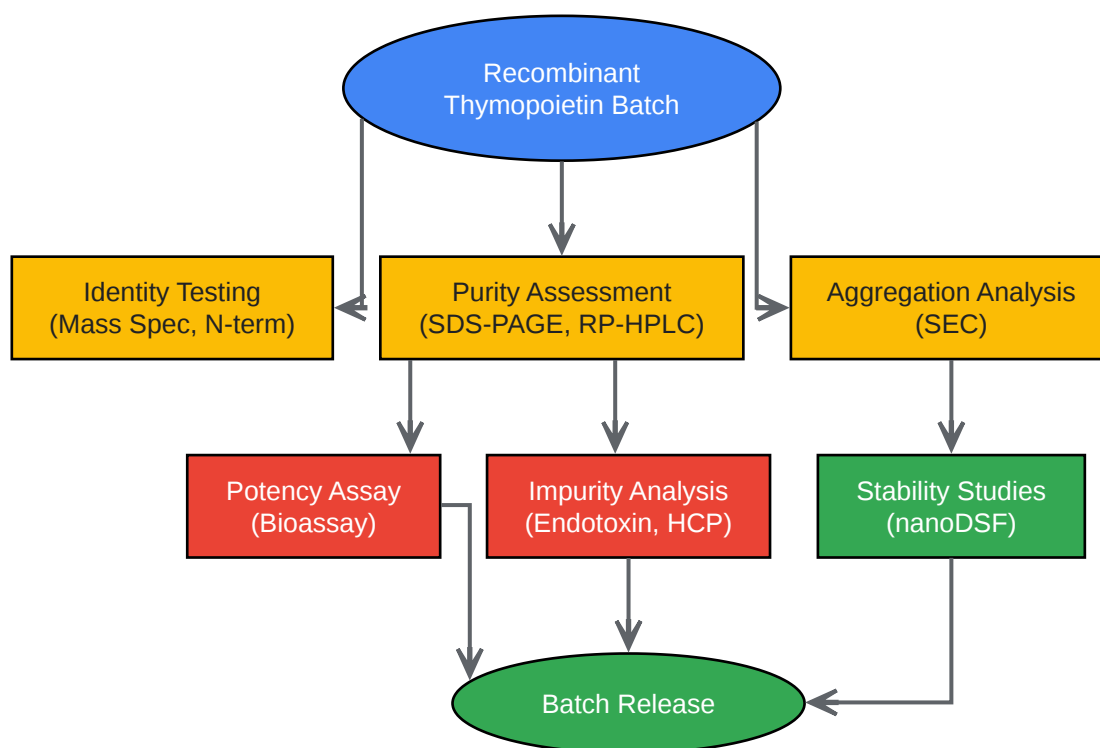 Recombinant
Thymopoietin Batch
Identity Testing
(Mass Spec, N-term)
Purity Assessment
(SDS-PAGE, RP-HPLC)
Aggregation Analysis
(SEC)
Potency Assay
(Bioassay)
Impurity Analysis
(Endotoxin, HCP)
Stability Studies
(nanoDSF)
Batch Release